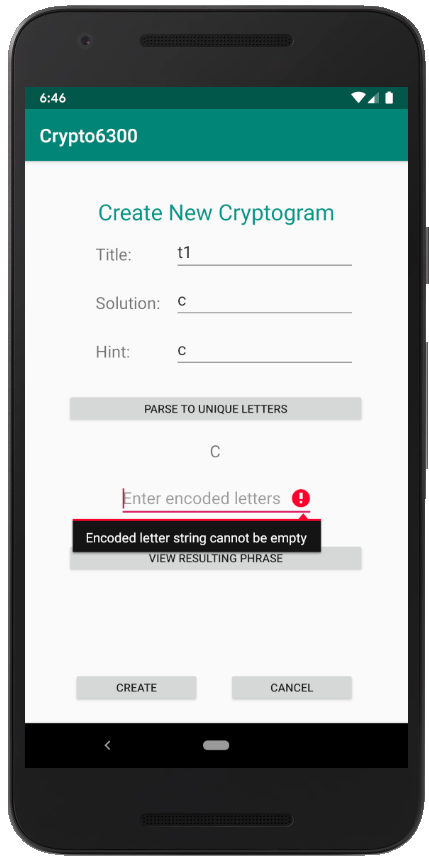 6:46
Crypto6300
Create New Cryptogram
Title: t1
Solution: c
Hint: c
PARSE TO UNIQUE LETTERS
C
Enter encoded letters
Encoded letter string cannot be empty
VIEW RESULTING PHRASE
CREATE CANCEL